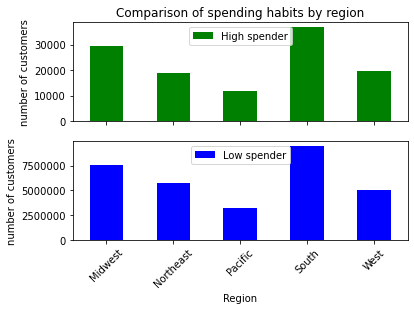 Comparison of spending habits by region
number of customers
30000
20000
10000
0
High spender
number of customers
7500000
5000000
2500000
0
Low spender
Midwest
Northeast
Pacific
South
West
Region